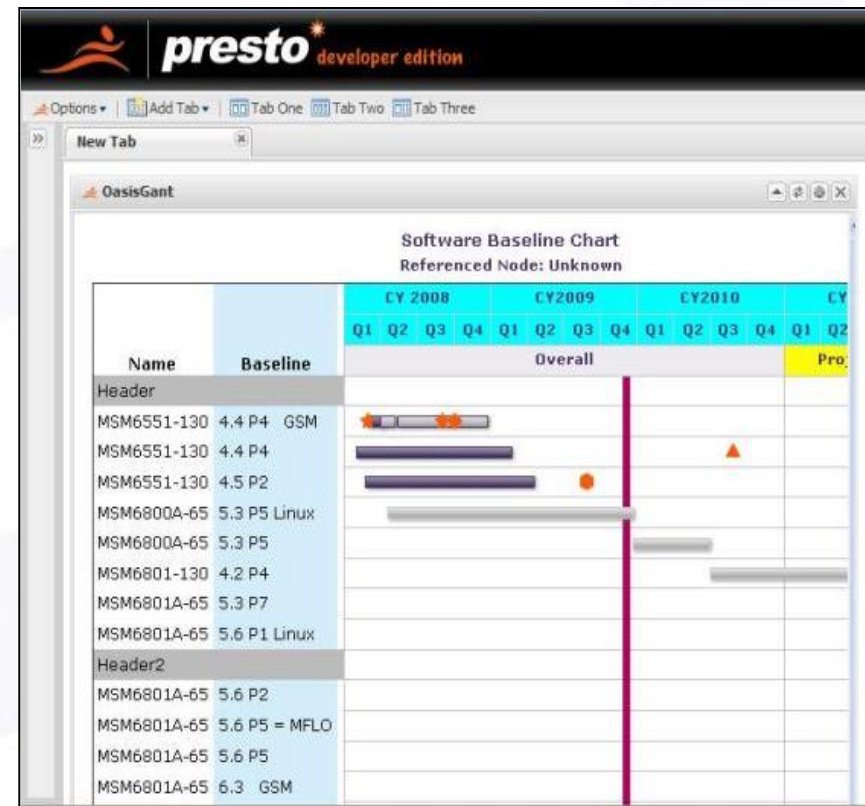 presto developer edition
Options Add Tab Tab One Tab Two Tab Three
New Tab
OasisGant
Software Baseline Chart
Referenced Node: Unknown
CY 2008 CY2009 CY2010 CY
Q1 Q2 Q3 Q4 Q1 Q2 Q3 Q4 Q1 Q2 Q3 Q4 Q1 Q2
Name Baseline Overall Pro
Header
MSM6551-130 4.4 P4 GSM
MSM6551-130 4.4 P4
MSM6551-130 4.5 P2
MSM6800A-65 5.3 P5 Linux
MSM6800A-65 5.3 P5
MSM6801-130 4.2 P4
MSM6801A-65 5.3 P7
MSM6801A-65 5.6 P1 Linux
Header2
MSM6801A-65 5.6 P2
MSM6801A-65 5.6 P5 = MFLO
MSM6801A-65 5.6 P5
MSM6801A-65 6.3 GSM